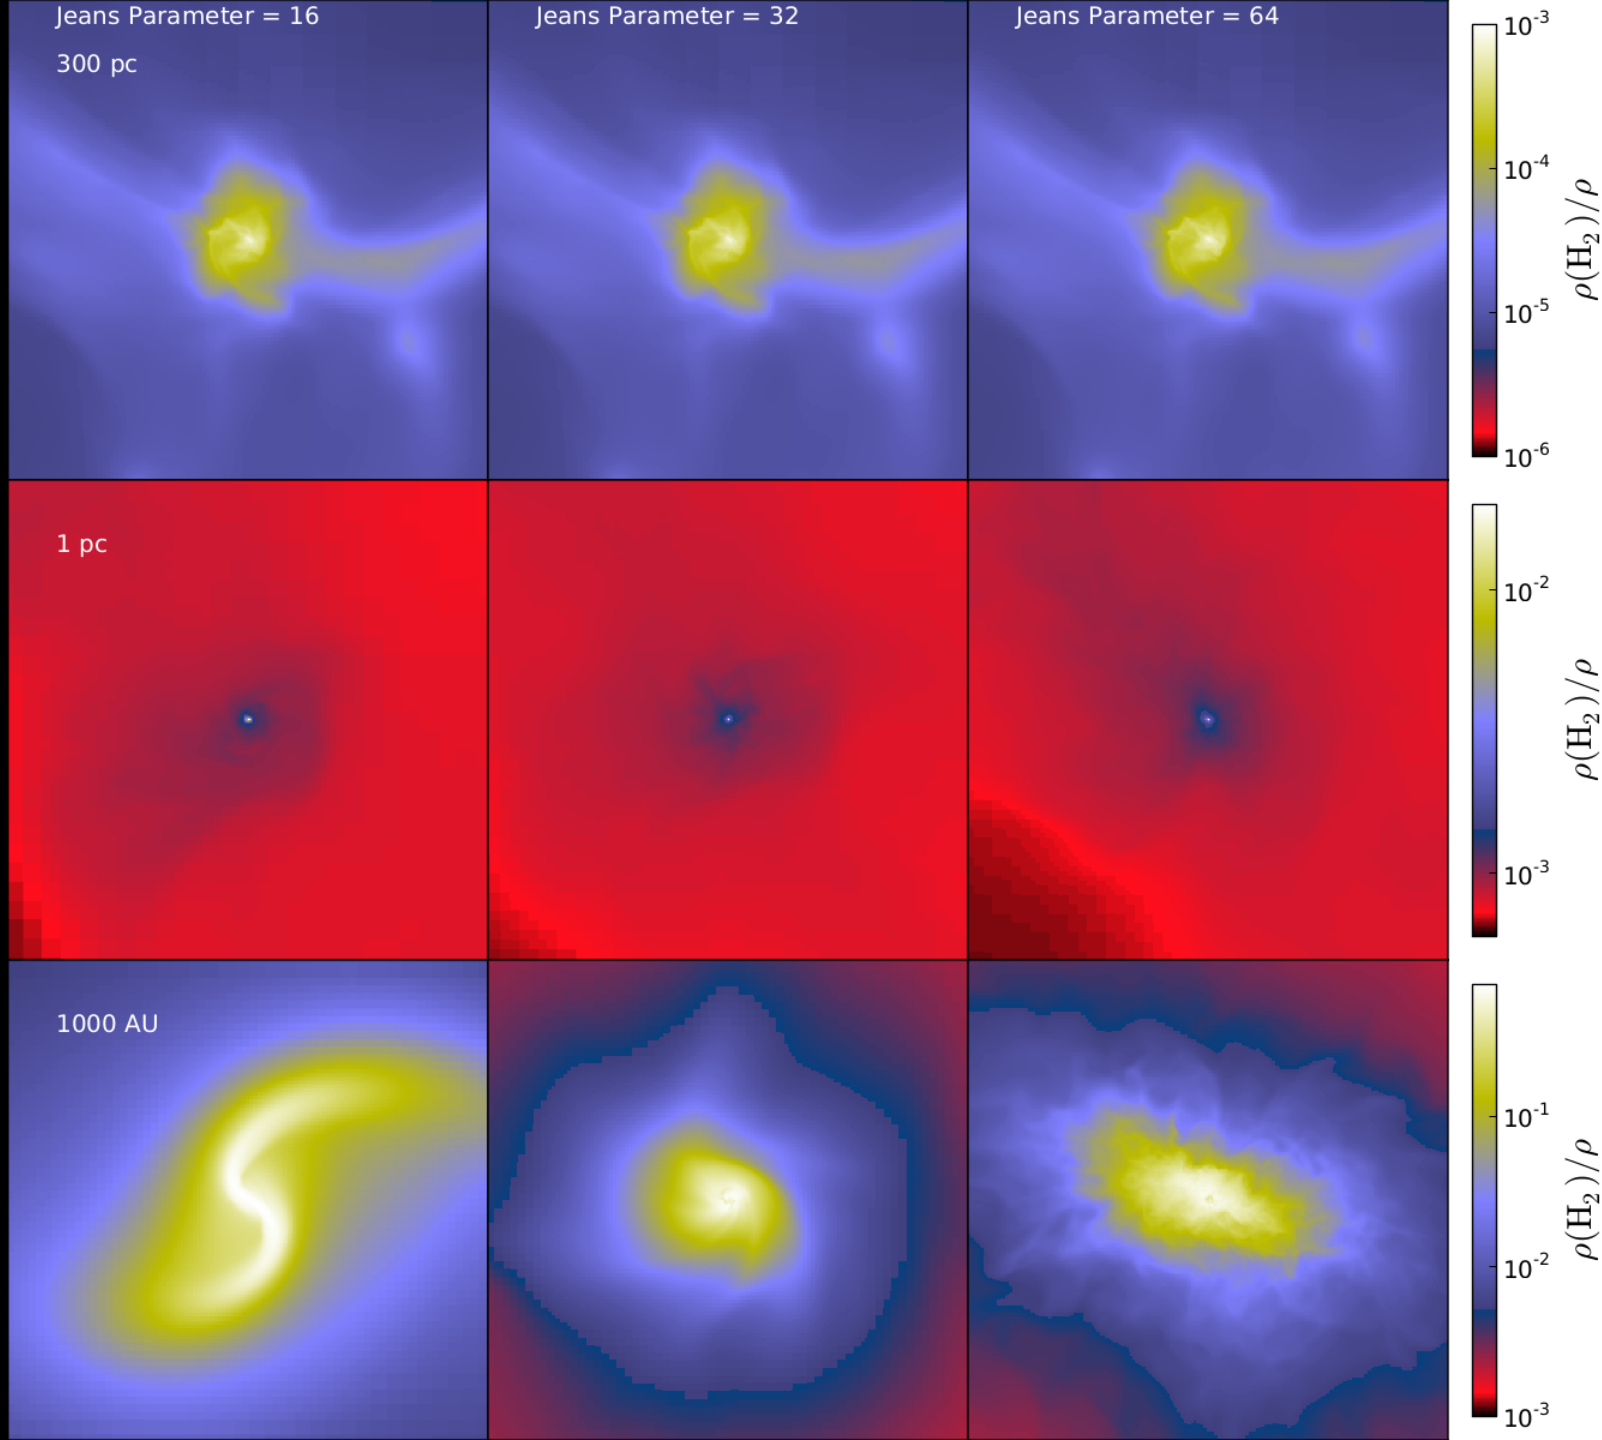 Jeans Parameter = 16
Jeans Parameter = 32
Jeans Parameter = 64
300 pc
10⁻³
10⁻⁴
10⁻⁵
10⁻⁶
ρ(H₂)/ρ
1 pc
10⁻²
10⁻³
ρ(H₂)/ρ
1000 AU
10⁻¹
10⁻²
10⁻³
ρ(H₂)/ρ